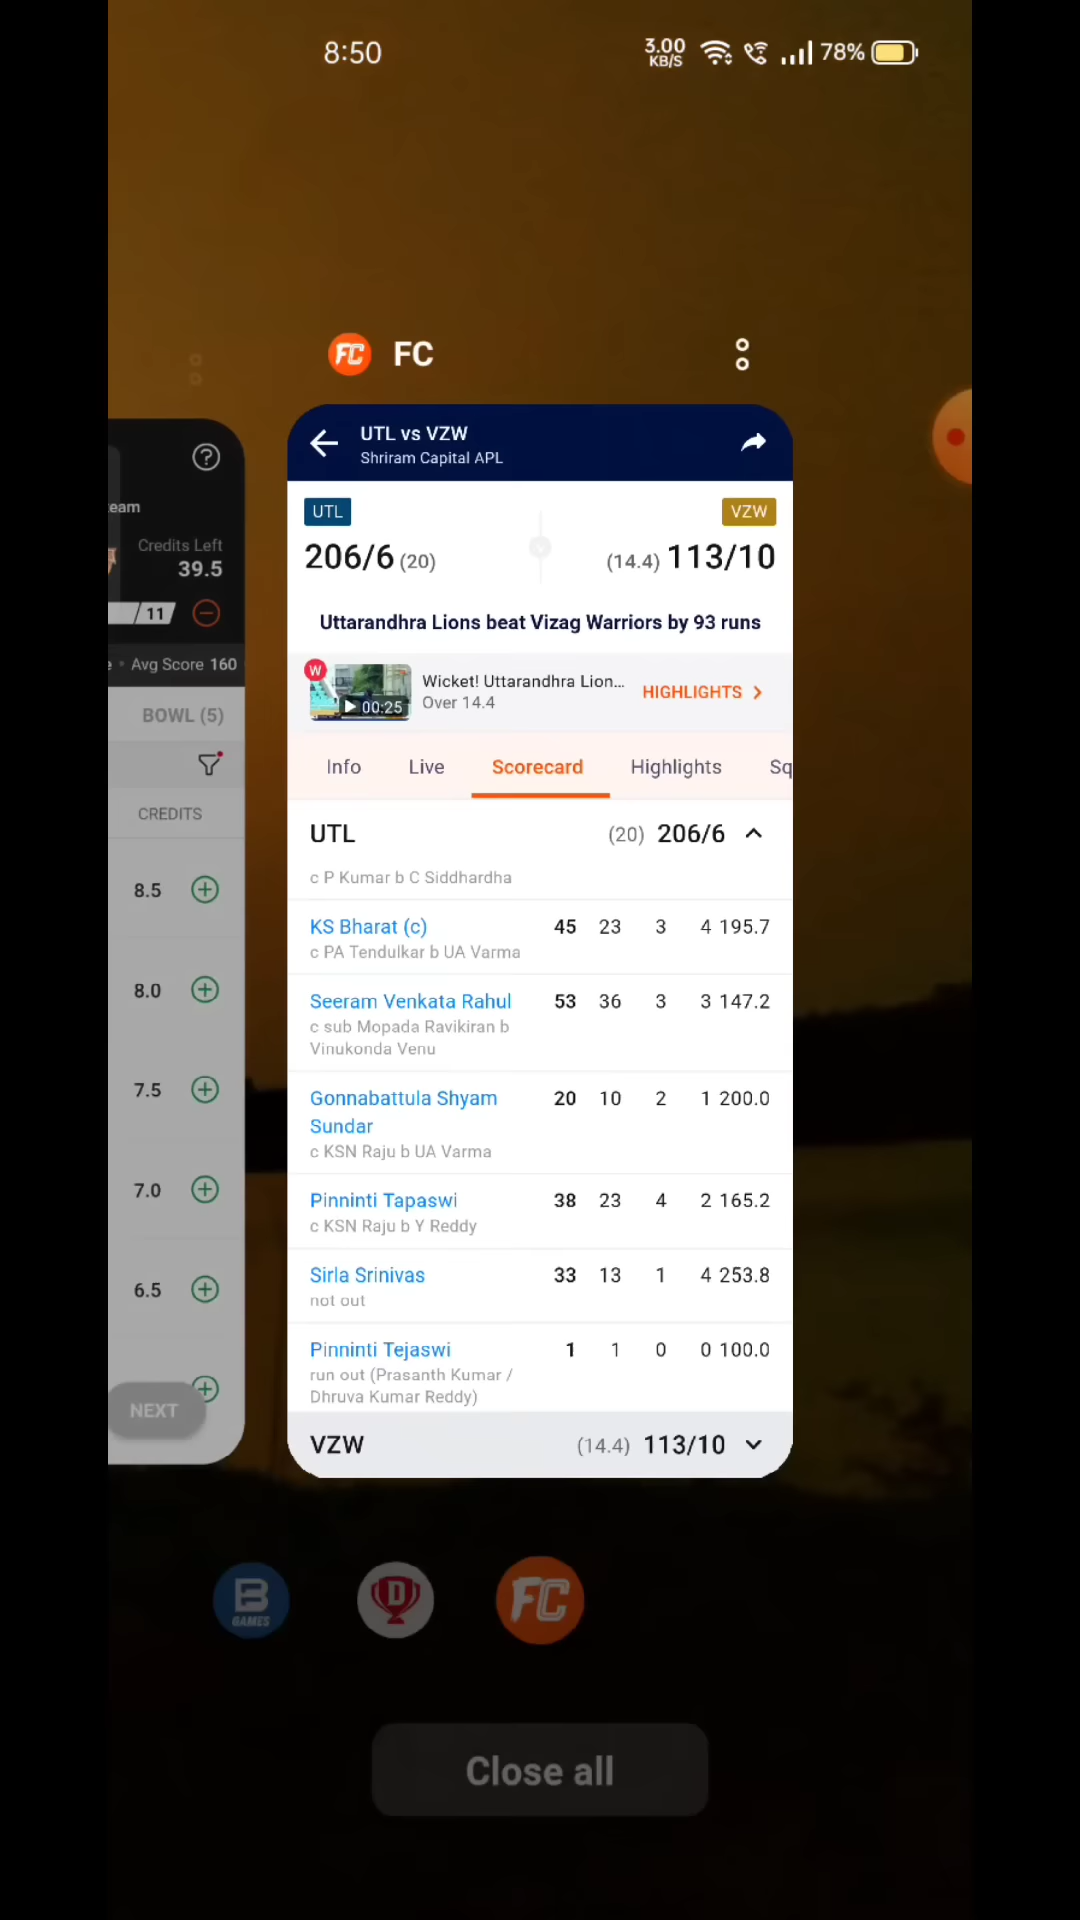 8:50
3.00
KB/S
78%
FC
FC
eam
Credits Left
39.5
11
e • Avg Score 160
BOWL (5)
CREDITS
8.5
8.0
7.5
7.0
6.5
NEXT
UTL vs VZW
Shriram Capital APL
UTL
VZW
206/6 (20)
(14.4) 113/10
Uttarandhra Lions beat Vizag Warriors by 93 runs
W
00:25
Wicket! Uttarandhra Lion...
Over 14.4
HIGHLIGHTS
Info Live Scorecard Highlights Sq
UTL (20) 206/6
c P Kumar b C Siddhardha
KS Bharat (c) 45 23 3 4 195.7
c PA Tendulkar b UA Varma
Seeram Venkata Rahul 53 36 3 3 147.2
c sub Mopada Ravikiran b
Vinukonda Venu
Gonnabattula Shyam 20 10 2 1 200.0
Sundar
c KSN Raju b UA Varma
Pinninti Tapaswi 38 23 4 2 165.2
c KSN Raju b Y Reddy
Sirla Srinivas 33 13 1 4 253.8
not out
Pinninti Tejaswi 1 1 0 0 100.0
run out (Prasanth Kumar /
Dhruva Kumar Reddy)
VZW (14.4) 113/10
B
GAMES
D
FC
Close all